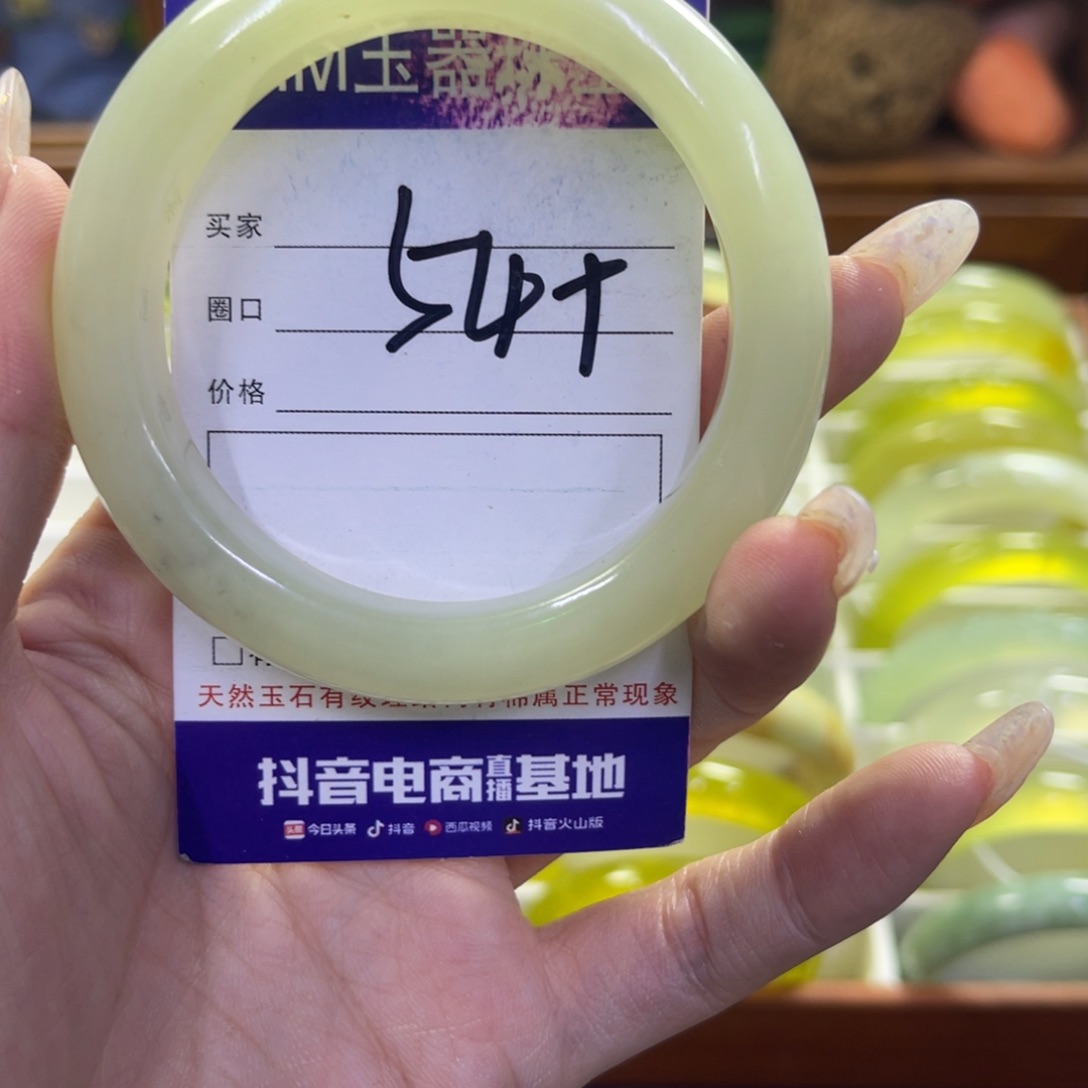 玉器
买家
54+
圈口
价格
天然玉石有纹 属正常现象
抖音电商直播基地
今日头条 抖音 西瓜视频 抖音火山版